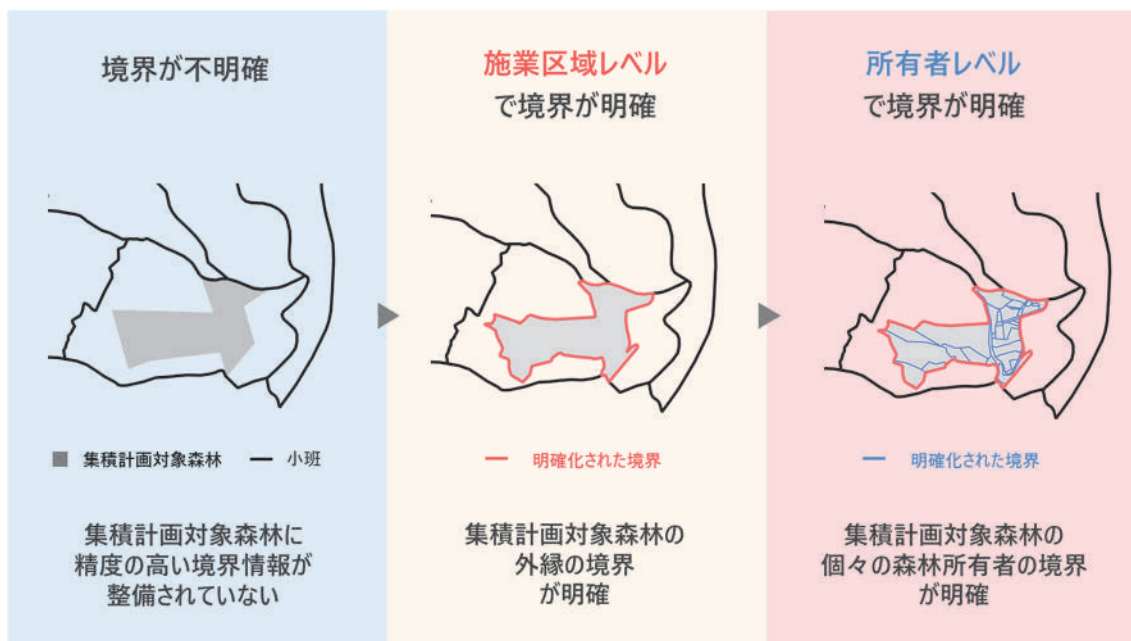 境界が不明確
施業区域レベル
で境界が明確
所有者レベル
で境界が明確
集積計画対象森林
小班
明確化された境界
明確化された境界
集積計画対象森林に
精度の高い境界情報が
整備されていない
集積計画対象森林の
外縁の境界
が明確
集積計画対象森林の
個々の森林所有者の境界
が明確